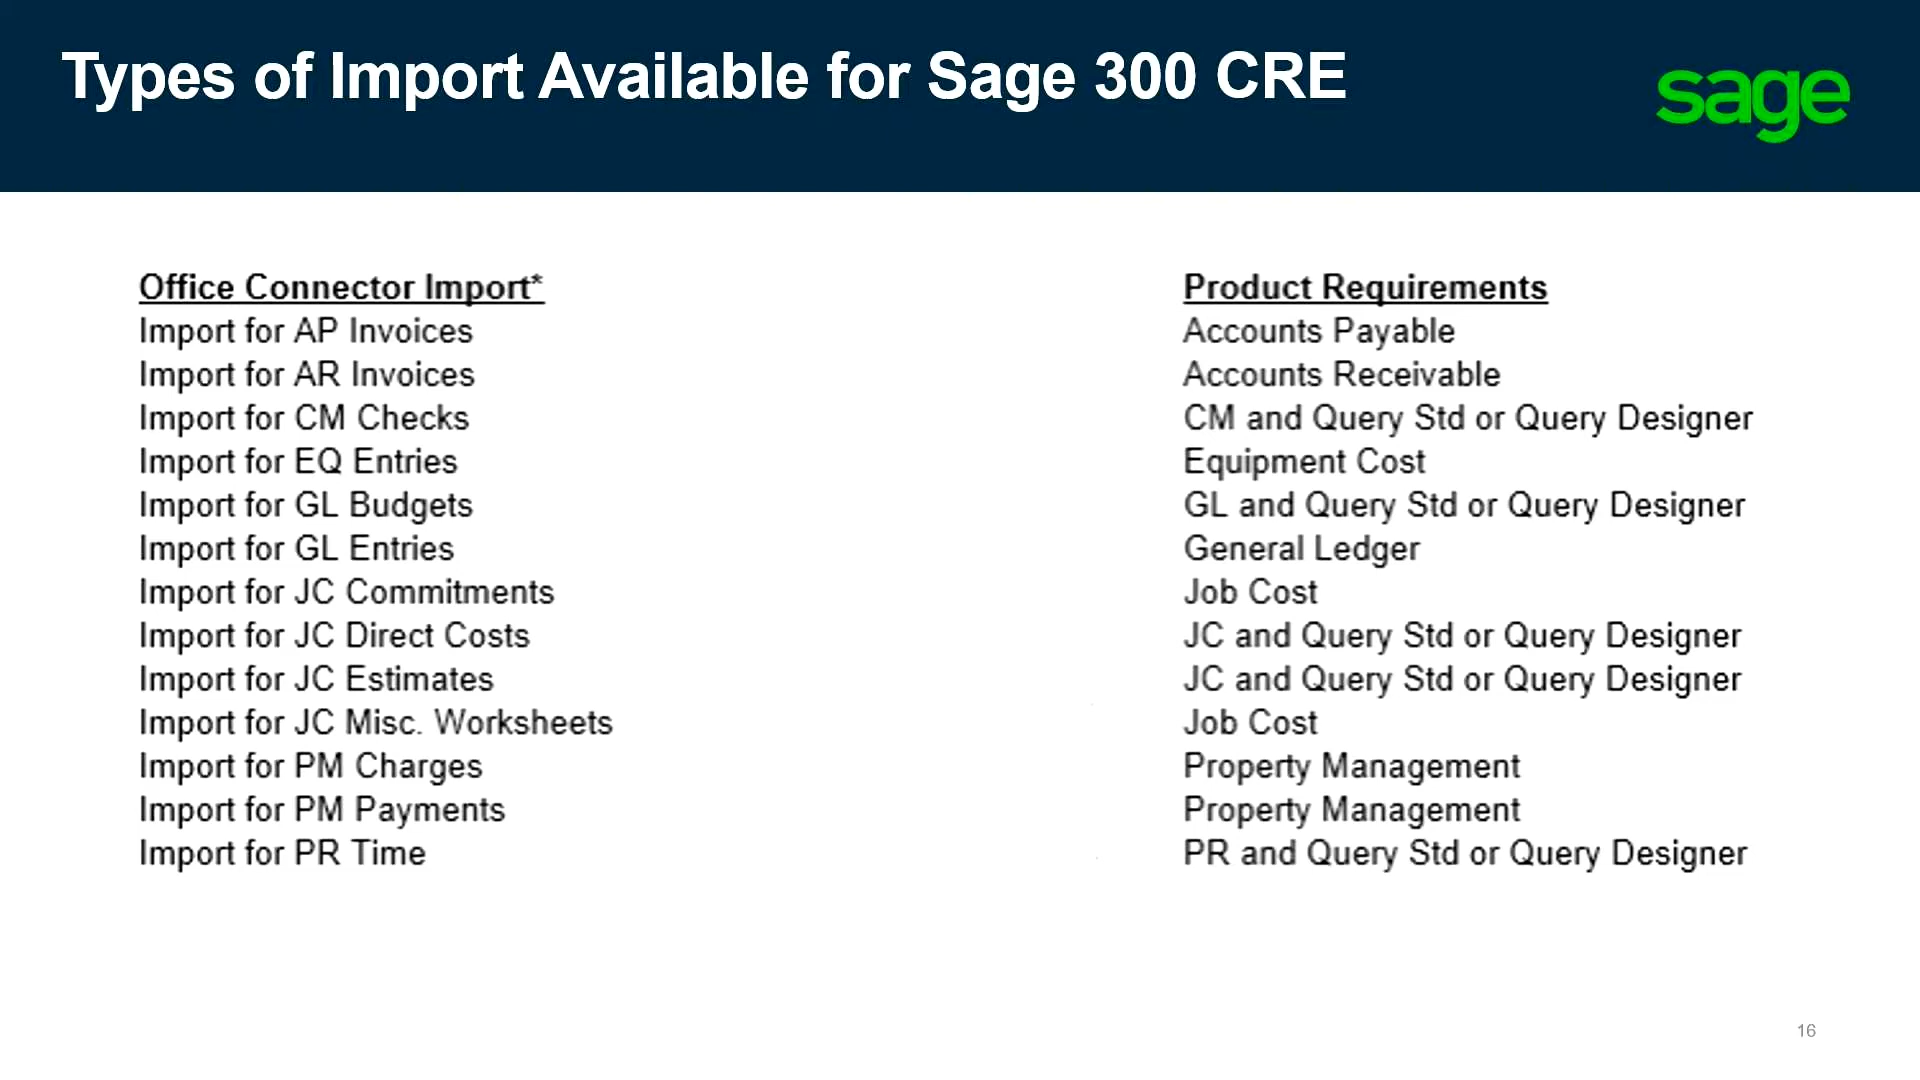 Types of Import Available for Sage 300 CRE
sage
Office Connector Import* Product Requirements
Import for AP Invoices Accounts Payable
Import for AR Invoices Accounts Receivable
Import for CM Checks CM and Query Std or Query Designer
Import for EQ Entries Equipment Cost
Import for GL Budgets GL and Query Std or Query Designer
Import for GL Entries General Ledger
Import for JC Commitments Job Cost
Import for JC Direct Costs JC and Query Std or Query Designer
Import for JC Estimates JC and Query Std or Query Designer
Import for JC Misc. Worksheets Job Cost
Import for PM Charges Property Management
Import for PM Payments Property Management
Import for PR Time PR and Query Std or Query Designer
16